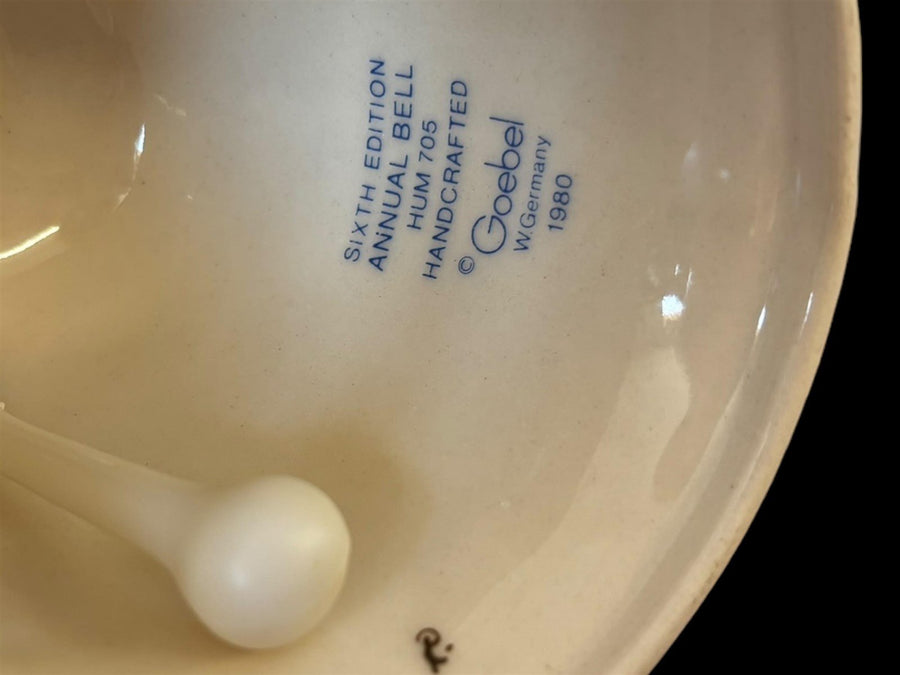 SIXTH EDITION
ANNUAL BELL
HUM 705
HANDCRAFTED
© Goebel
W.Germany
1980